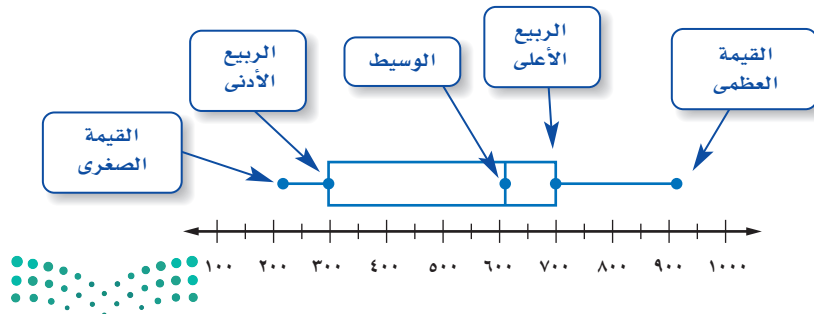 القيمة
العظمى
الربيع
الأعلى
الوسيط
الربيع
الأدنى
القيمة
الصغرى
١٠٠ ٢٠٠ ٣٠٠ ٤٠٠ ٥٠٠ ٦٠٠ ٧٠٠ ٨٠٠ ٩٠٠ ١٠٠٠